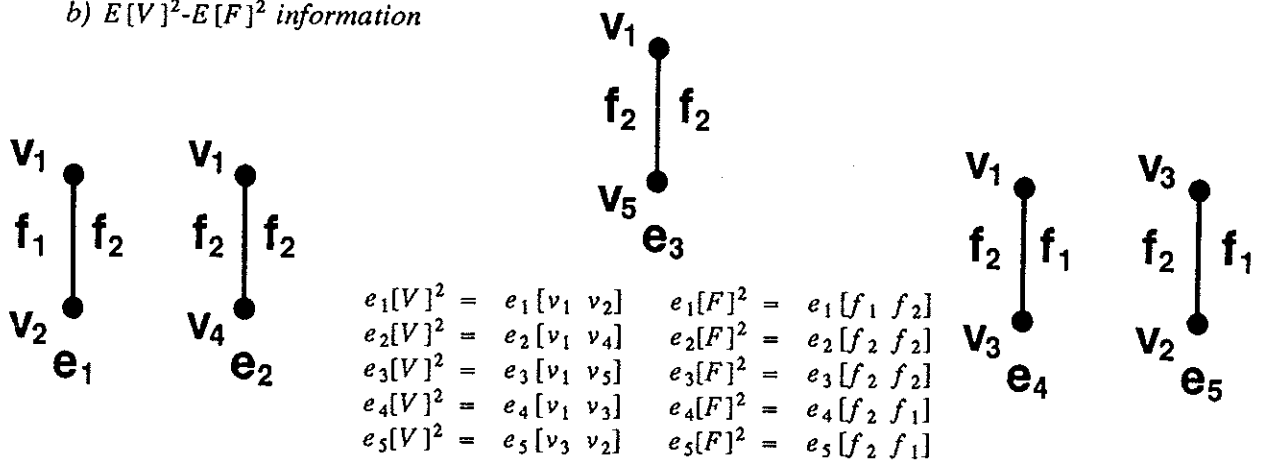 b) E[V]²-E[F]² information
v₁
f₂ f₂
v₅
e₃
v₁
f₁ f₂
v₂
e₁
v₁
f₂ f₂
v₄
e₂
v₁
f₂ f₁
v₃
e₄
v₃
f₂ f₁
v₂
e₅
e₁[V]² = e₁[v₁ v₂] e₁[F]² = e₁[f₁ f₂]
e₂[V]² = e₂[v₁ v₄] e₂[F]² = e₂[f₂ f₂]
e₃[V]² = e₃[v₁ v₅] e₃[F]² = e₃[f₂ f₂]
e₄[V]² = e₄[v₁ v₃] e₄[F]² = e₄[f₂ f₁]
e₅[V]² = e₅[v₃ v₂] e₅[F]² = e₅[f₂ f₁]